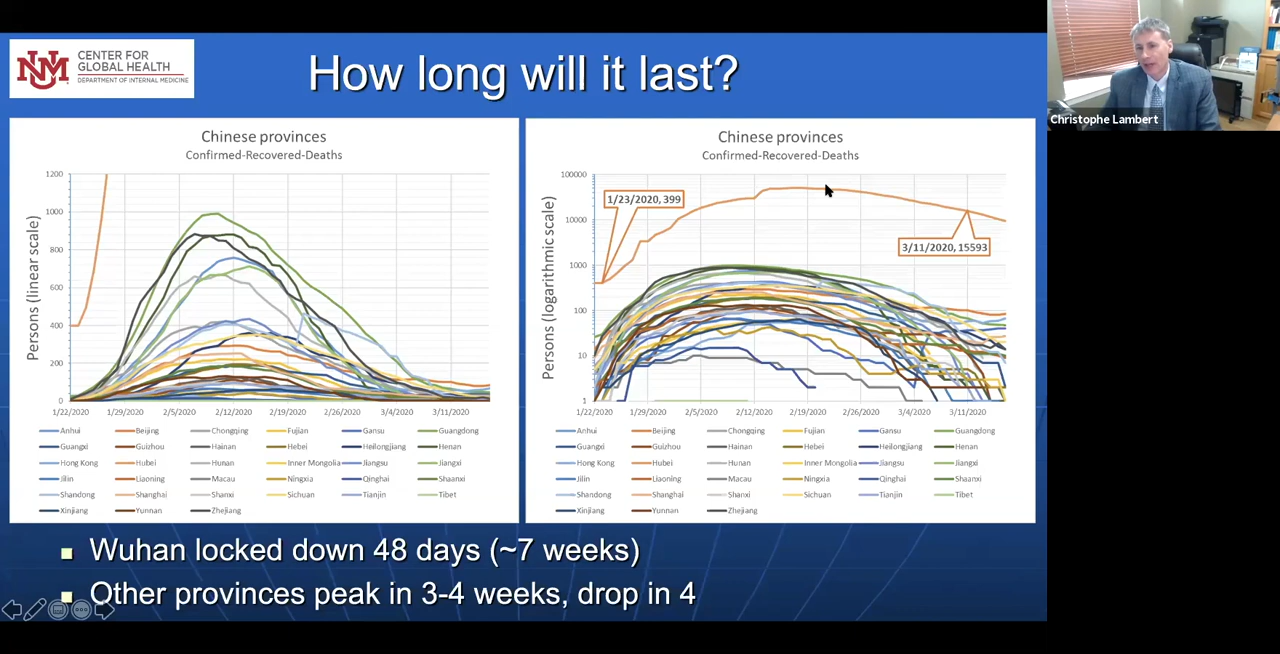 UNM
CENTER FOR
GLOBAL HEALTH
DEPARTMENT OF INTERNAL MEDICINE
How long will it last?
Christophe Lambert
Chinese provinces
Confirmed-Recovered-Deaths
Persons (linear scale)
1200
1000
800
600
400
200
0
1/22/2020 1/29/2020 2/5/2020 2/12/2020 2/19/2020 2/26/2020 3/4/2020 3/11/2020
Anhui Beijing Chongqing Fujian Gansu Guangdong
Guangxi Guizhou Hainan Hebei Heilongjiang Henan
Hong Kong Hubei Hunan Inner Mongolia Jiangsu Jiangxi
Jilin Liaoning Macau Ningxia Qinghai Shaanxi
Shandong Shanghai Shanxi Sichuan Tianjin Tibet
Xinjiang Yunnan Zhejiang
Chinese provinces
Confirmed-Recovered-Deaths
Persons (logarithmic scale)
100000
10000
1000
100
10
1
1/23/2020, 399
3/11/2020, 15593
1/22/2020 1/29/2020 2/5/2020 2/12/2020 2/19/2020 2/26/2020 3/4/2020 3/11/2020
Anhui Beijing Chongqing Fujian Gansu Guangdong
Guangxi Guizhou Hainan Hebei Heilongjiang Henan
Hong Kong Hubei Hunan Inner Mongolia Jiangsu Jiangxi
Jilin Liaoning Macau Ningxia Qinghai Shaanxi
Shandong Shanghai Shanxi Sichuan Tianjin Tibet
Xinjiang Yunnan Zhejiang
Wuhan locked down 48 days (~7 weeks)
Other provinces peak in 3-4 weeks, drop in 4